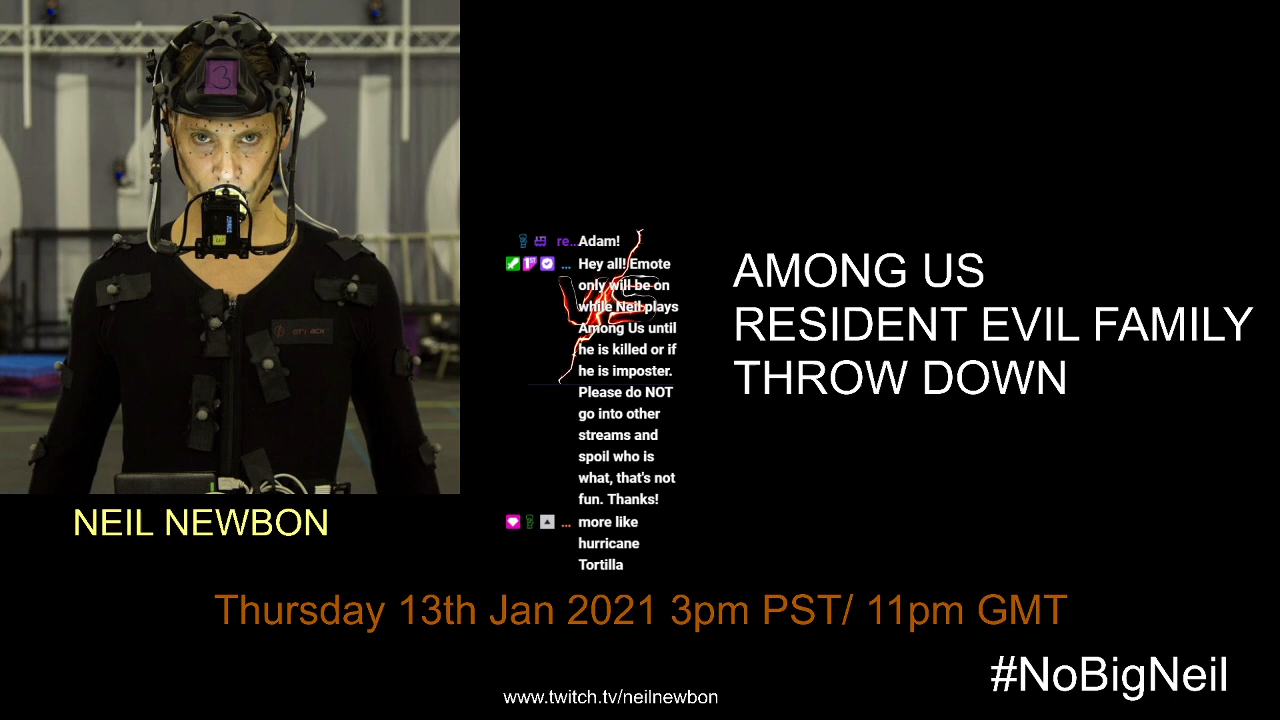 3
re...Adam!
... Hey all! Emote
only will be on
while Neil plays
Among Us until
he is killed or if
he is imposter.
Please do NOT
go into other
streams and
spoil who is
what, that's not
fun. Thanks!
... more like
hurricane
Tortilla
VS
AMONG US
RESIDENT EVIL FAMILY
THROW DOWN
NEIL NEWBON
Thursday 13th Jan 2021 3pm PST/ 11pm GMT
#NoBigNeil
www.twitch.tv/neilnewbon